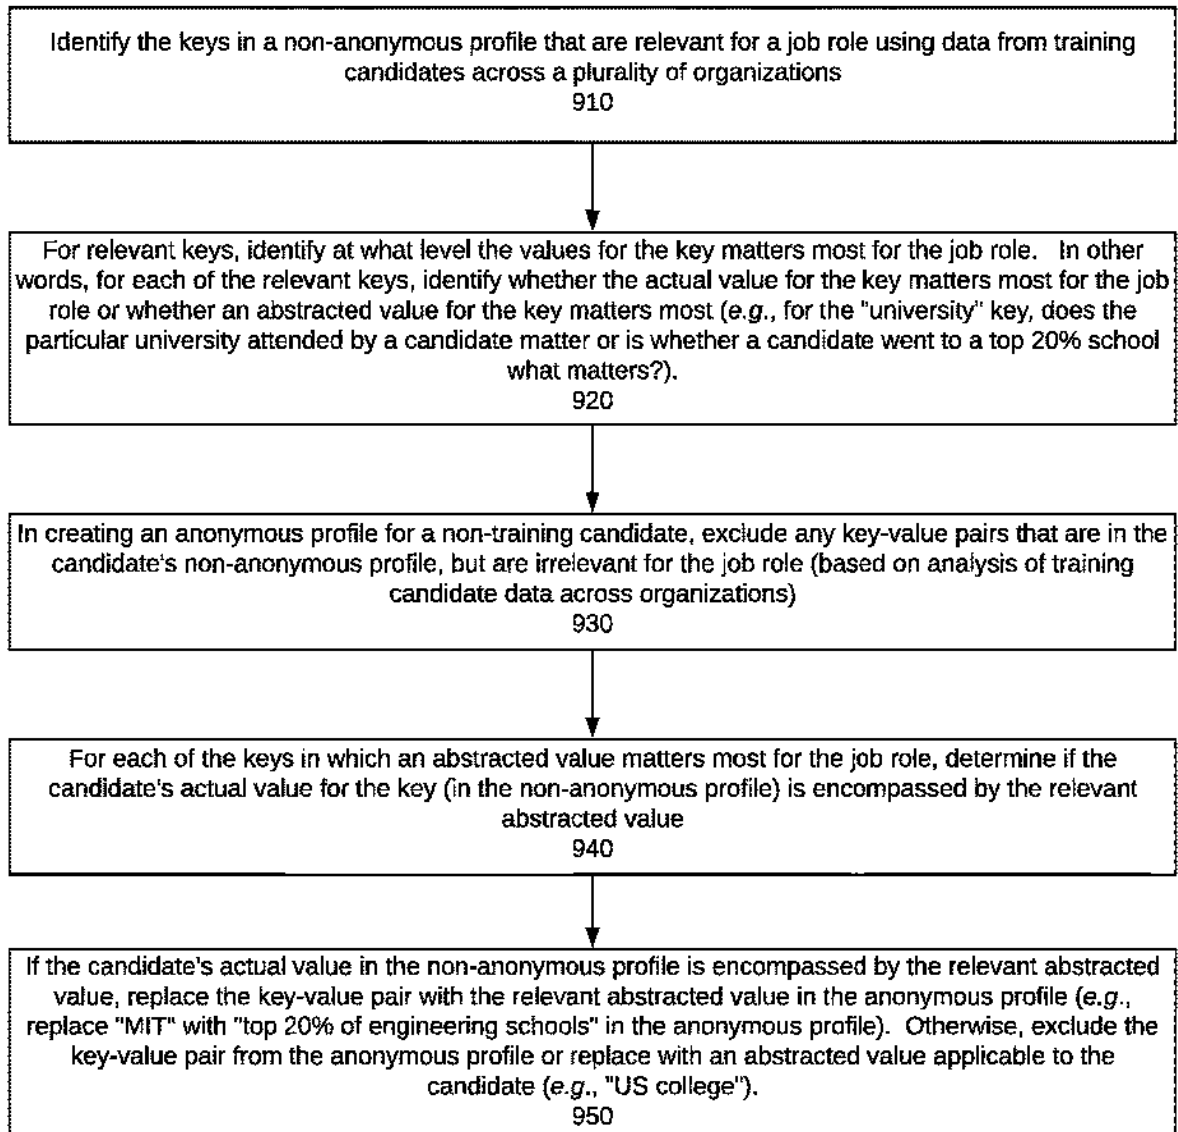 Identify the keys in a non-anonymous profile that are relevant for a job role using data from training
candidates across a plurality of organizations
910
For relevant keys, identify at what level the values for the key matters most for the job role. In other
words, for each of the relevant keys, identify whether the actual value for the key matters most for the job
role or whether an abstracted value for the key matters most (e.g., for the "university" key, does the
particular university attended by a candidate matter or is whether a candidate went to a top 20% school
what matters?).
920
In creating an anonymous profile for a non-training candidate, exclude any key-value pairs that are in the
candidate's non-anonymous profile, but are irrelevant for the job role (based on analysis of training
candidate data across organizations)
930
For each of the keys in which an abstracted value matters most for the job role, determine if the
candidate's actual value for the key (in the non-anonymous profile) is encompassed by the relevant
abstracted value
940
If the candidate's actual value in the non-anonymous profile is encompassed by the relevant abstracted
value, replace the key-value pair with the relevant abstracted value in the anonymous profile (e.g.,
replace "MIT" with "top 20% of engineering schools" in the anonymous profile). Otherwise, exclude the
key-value pair from the anonymous profile or replace with an abstracted value applicable to the
candidate (e.g., "US college").
950